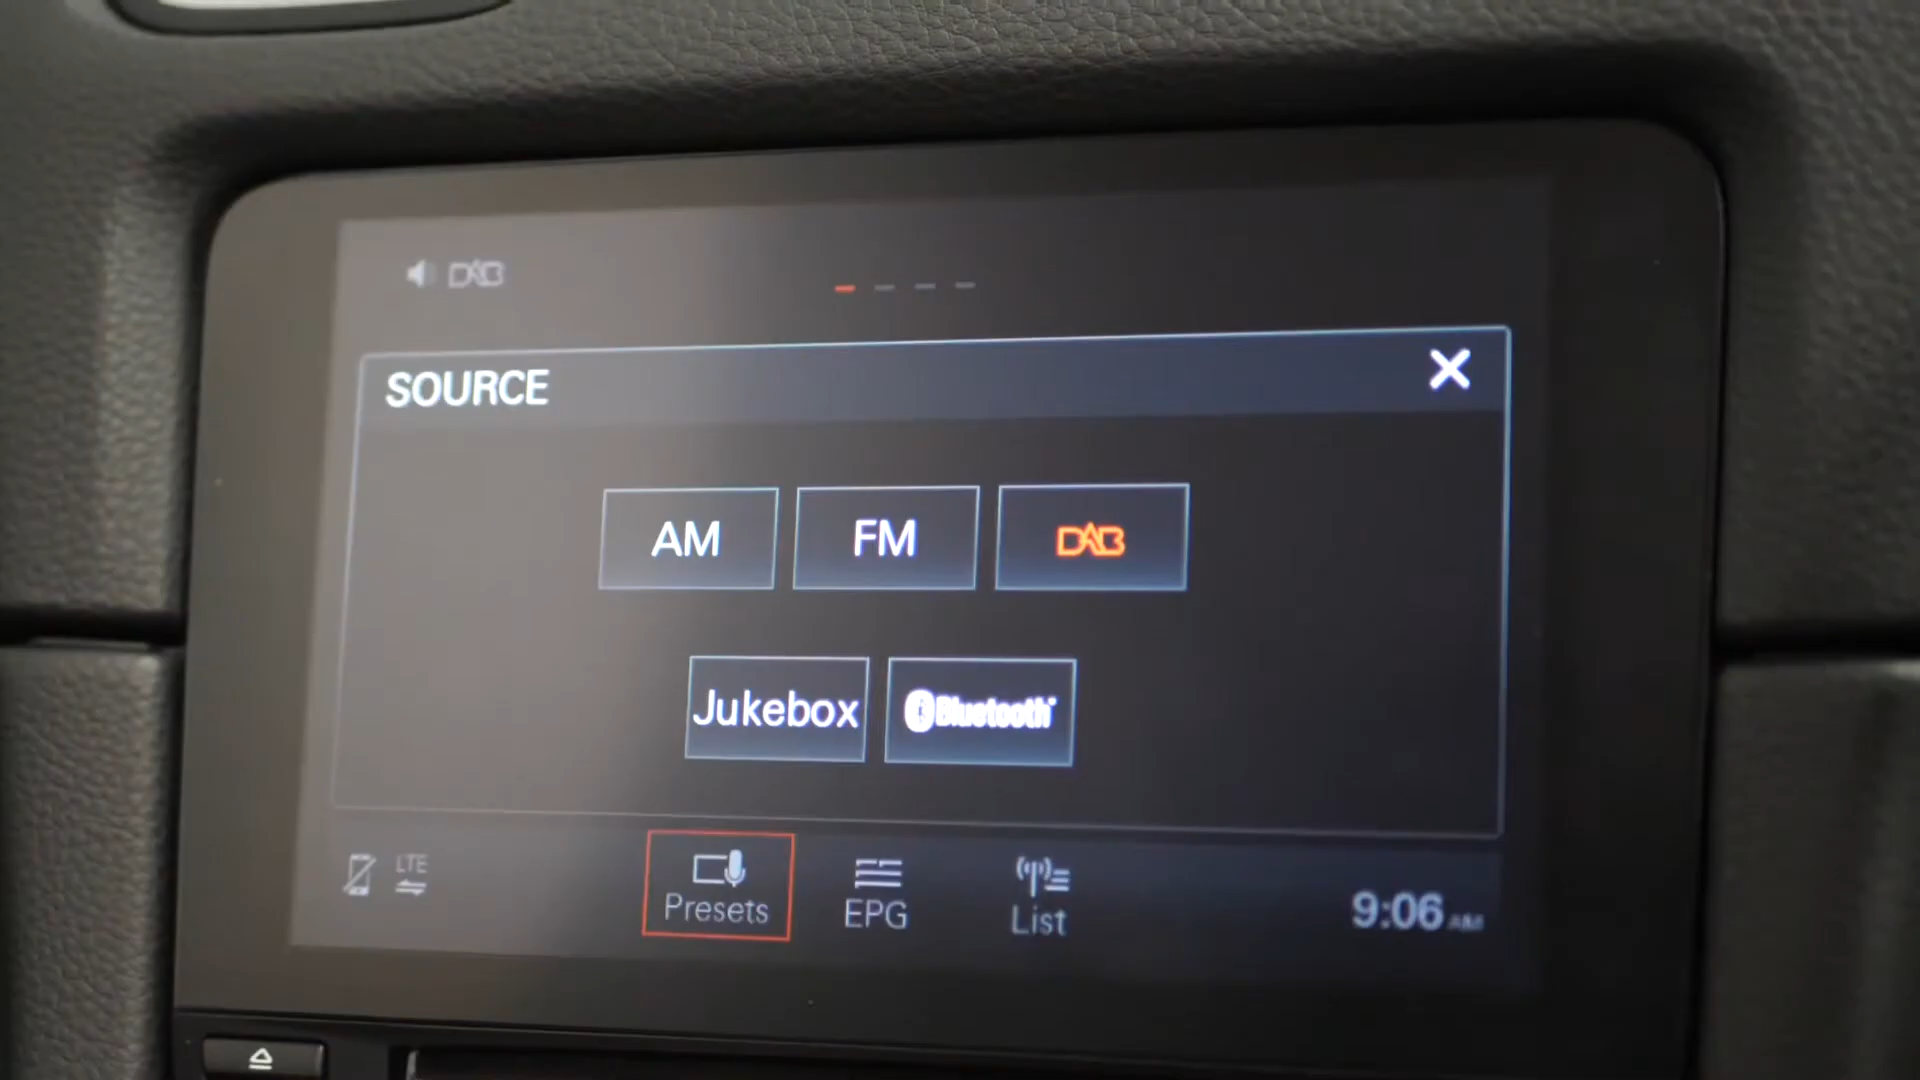 DAB
SOURCE
AM FM DAB
Jukebox Bluetooth
LTE
Presets EPG List
9:06 AM